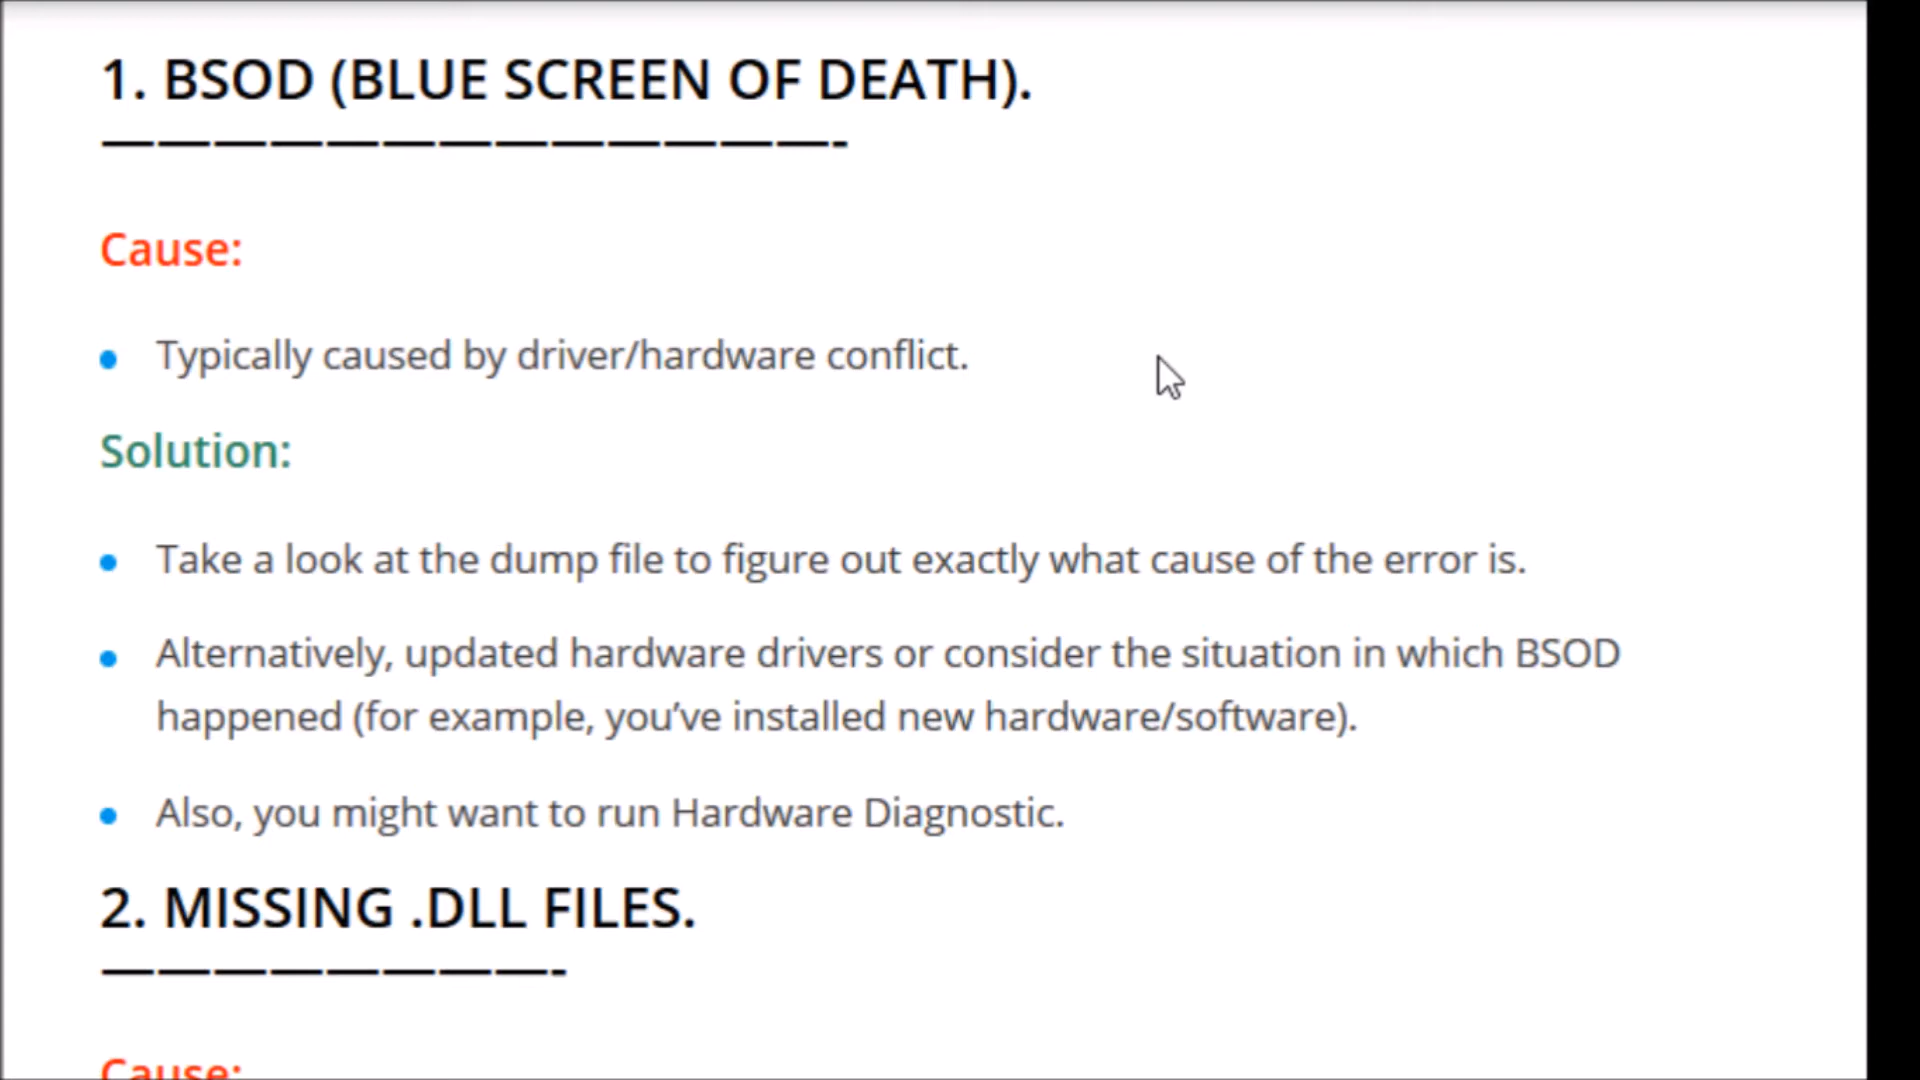 1. BSOD (BLUE SCREEN OF DEATH).
—————————————-
Cause:
Typically caused by driver/hardware conflict.
Solution:
Take a look at the dump file to figure out exactly what cause of the error is.
Alternatively, updated hardware drivers or consider the situation in which BSOD
happened (for example, you’ve installed new hardware/software).
Also, you might want to run Hardware Diagnostic.
2. MISSING .DLL FILES.
————————-
Cause: